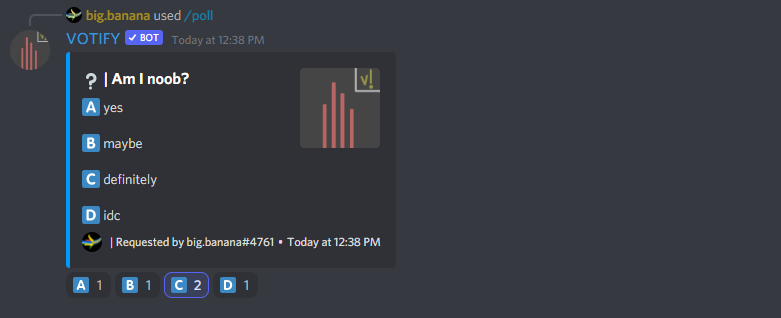 big.banana used /poll
VOTIFY ✓ BOT Today at 12:38 PM
? | Am I noob?
V!
A yes
B maybe
C definitely
D idc
| Requested by big.banana#4761 • Today at 12:38 PM
A 1 B 1 C 2 D 1